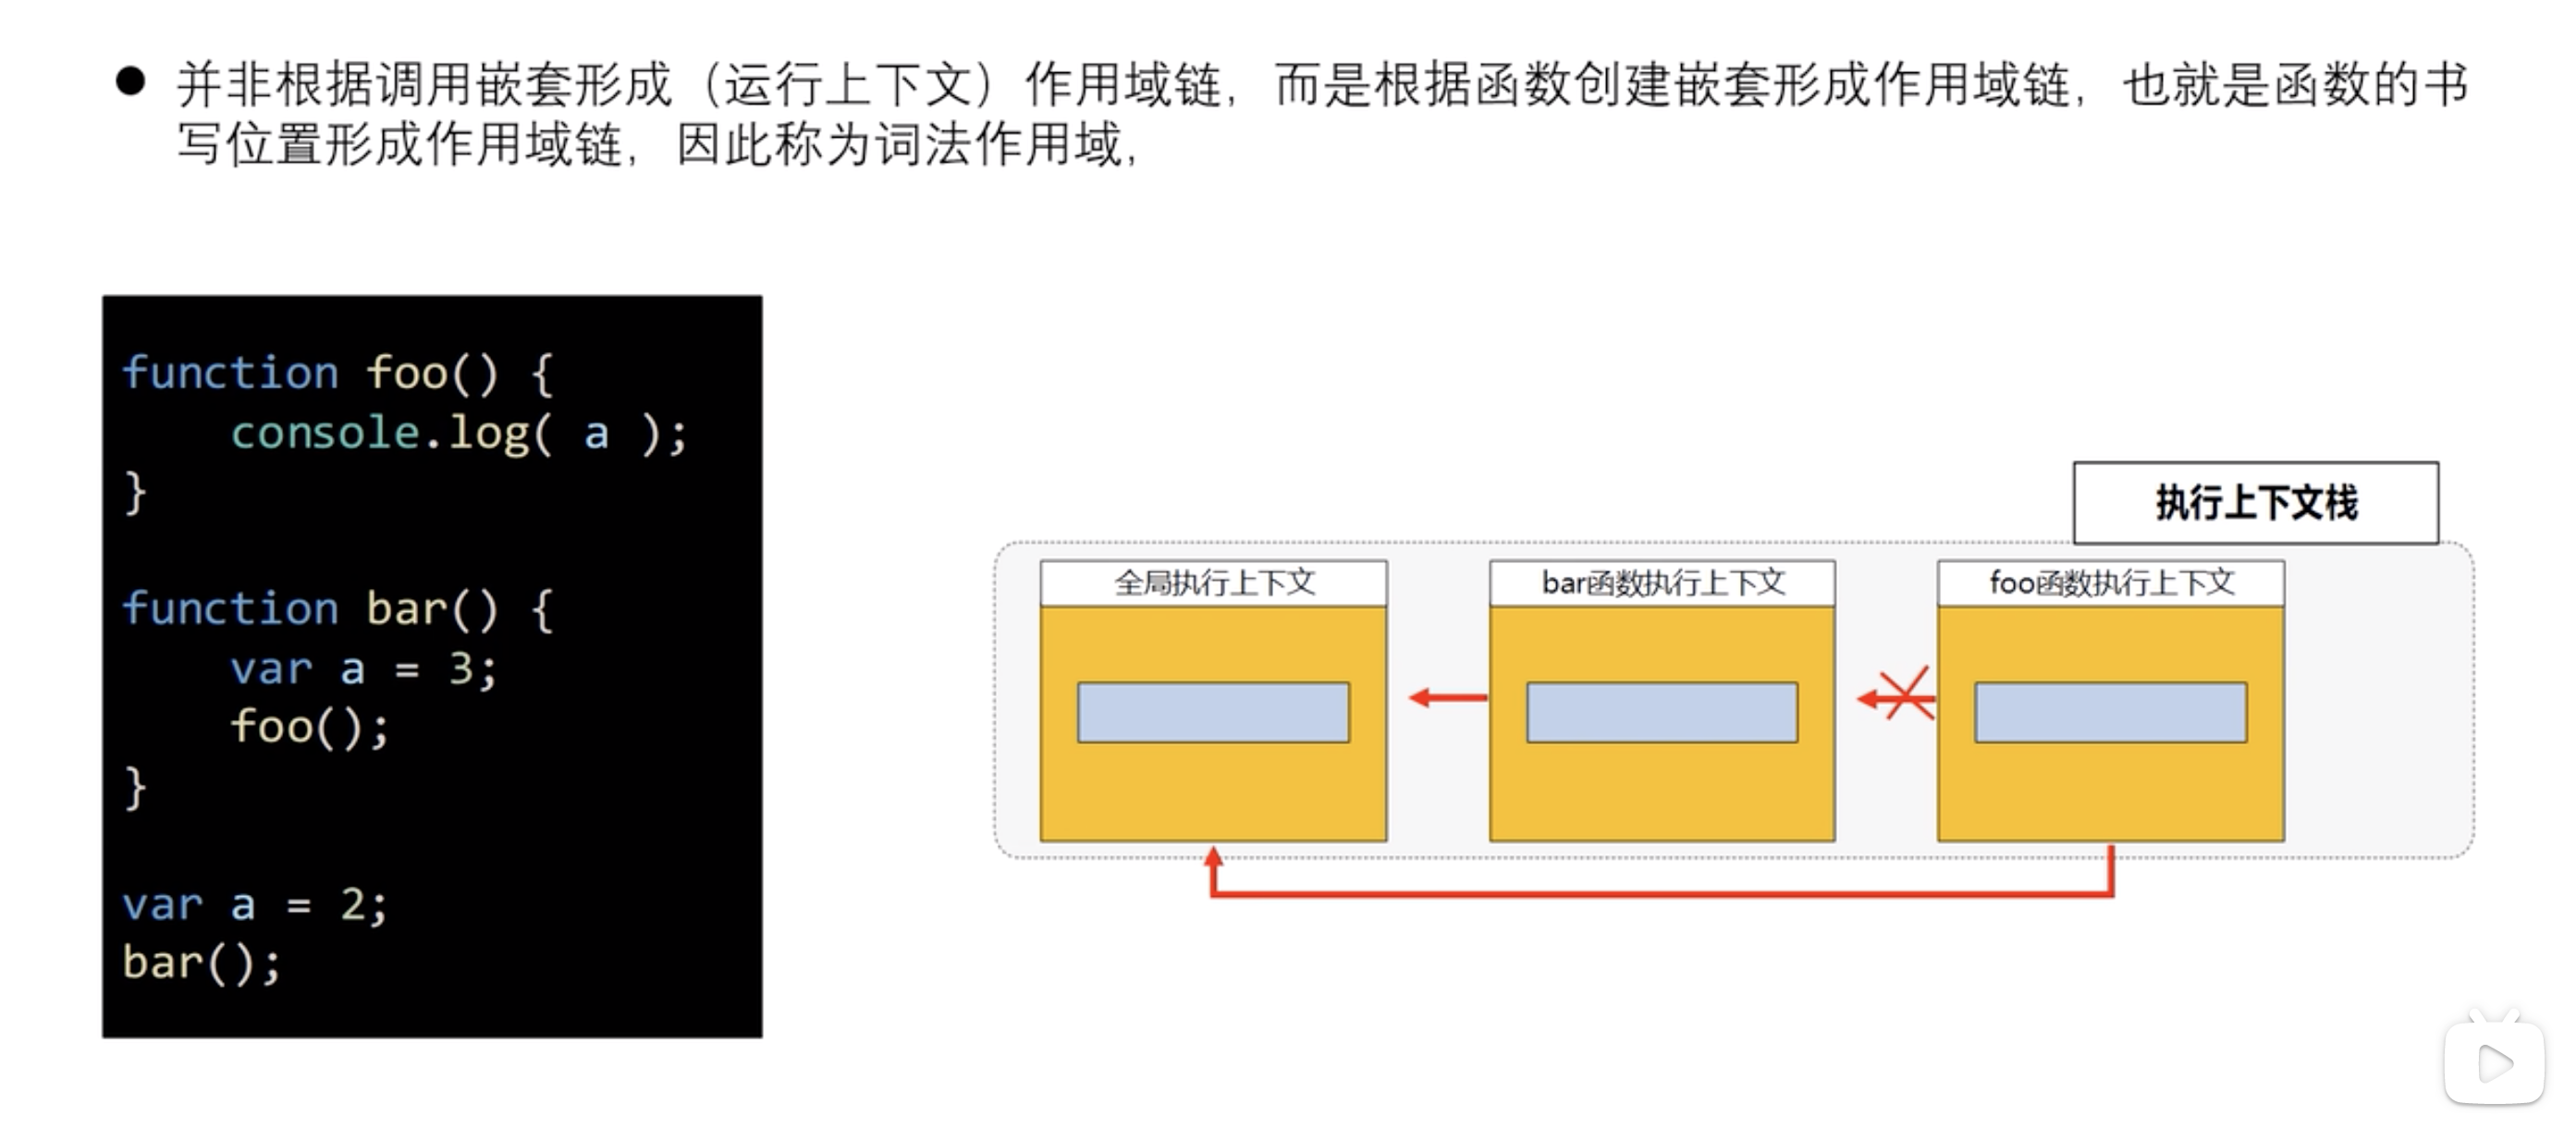 ● 并非根据调用嵌套形成（运行上下文）作用域链，而是根据函数创建嵌套形成作用域链，也就是函数的书
写位置形成作用域链，因此称为词法作用域，
function foo() {
    console.log( a );
}
function bar() {
    var a = 3;
    foo();
}
var a = 2;
bar();
执行上下文栈
全局执行上下文
bar函数执行上下文
foo函数执行上下文